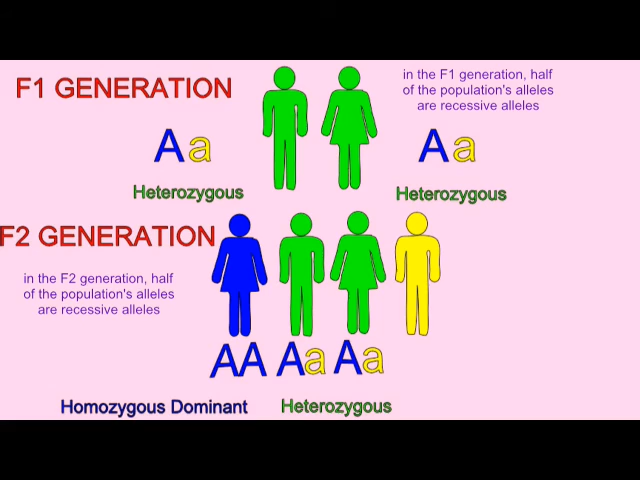 F1 GENERATION
in the F1 generation, half
of the population's alleles
are recessive alleles
Aa
Aa
Heterozygous
Heterozygous
F2 GENERATION
in the F2 generation, half
of the population's alleles
are recessive alleles
AA Aa Aa
Homozygous Dominant
Heterozygous